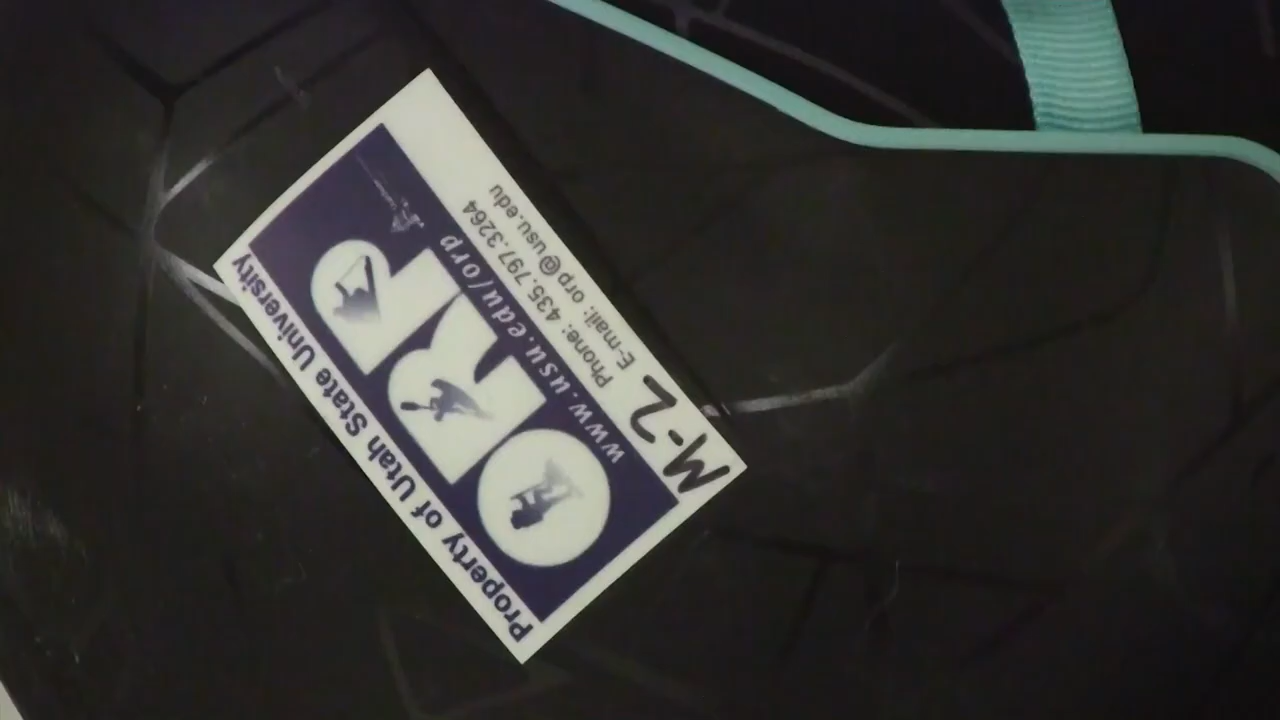 Property of Utah State University
ORP
www.usu.edu/orp
Phone: 435.797.3264
E-mail: orp@usu.edu
M-2